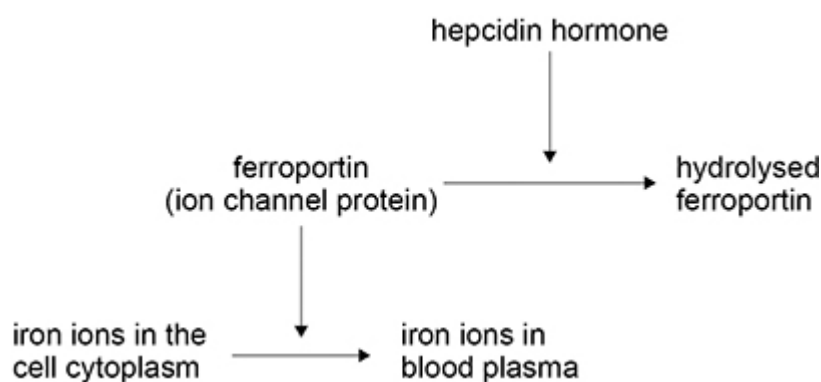 hepcidin hormone
ferroportin
(ion channel protein)
hydrolysed
ferroportin
iron ions in the
cell cytoplasm
iron ions in
blood plasma